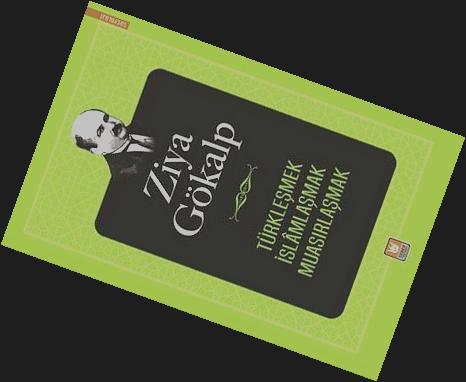 Ziya
Gökalp
TÜRKLEŞMEK
İSLÂMLAŞMAK
MUASIRLAŞMAK